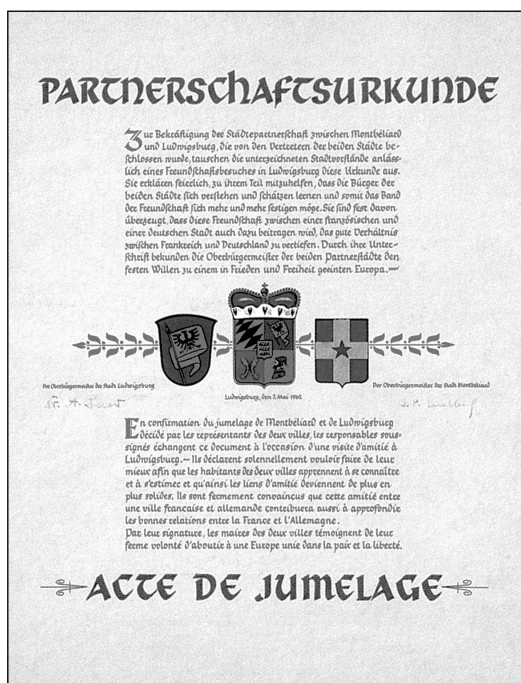 PARTNERSCHAFTSURKUNDE
Zur Bekräftigung der Städtepartnerschaft zwischen Montbéliard
und Ludwigsburg, die von den Vertretern der beiden Städte be-
schlossen wurde, tauschen die unterzeichneten Stadtvorstände anläss-
lich eines Freundschaftsbesuches in Ludwigsburg diese Urkunde aus.
Sie erklären feierlich, zu ihrem Teil mitzuhelfen, dass die Bürger der
beiden Städte sich verstehen und schätzen lernen und somit das Band
der Freundschaft sich mehr und mehr festigen möge. Sie sind fest davon
überzeugt, dass diese Freundschaft zwischen einer französischen und
einer deutschen Stadt auch dazu beitragen wird, das gute Verhältnis
zwischen Frankreich und Deutschland zu vertiefen. Durch ihre Unter-
schrift bekunden die Oberbürgermeister der beiden Partnerstädte den
festen Willen zu einem in Frieden und Freiheit geeinten Europa.—
Der Oberbürgermeister der Stadt Ludwigsburg
Ludwigsburg, den 7. Mai 1962
Der Oberbürgermeister der Stadt Montbéliard
En confirmation du jumelage de Montbéliard et de Ludwigsburg
décidé par les représentants des deux villes, les responsables sous-
signés échangent ce document à l'occasion d'une visite d'amitié à
Ludwigsburg.— Ils déclarent solennellement vouloir faire de leur
mieux afin que les habitants des deux villes apprennent à se connaître
et à s'estimer et qu'ainsi les liens d'amitié deviennent de plus en
plus solides. Ils sont fermement convaincus que cette amitié entre
une ville française et allemande contribuera aussi à approfondir
les bonnes relations entre la France et l'Allemagne.
Par leur signature, les maires des deux villes témoignent de leur
ferme volonté d'aboutir à une Europe unie dans la paix et la liberté.
ACTE DE JUMELAGE